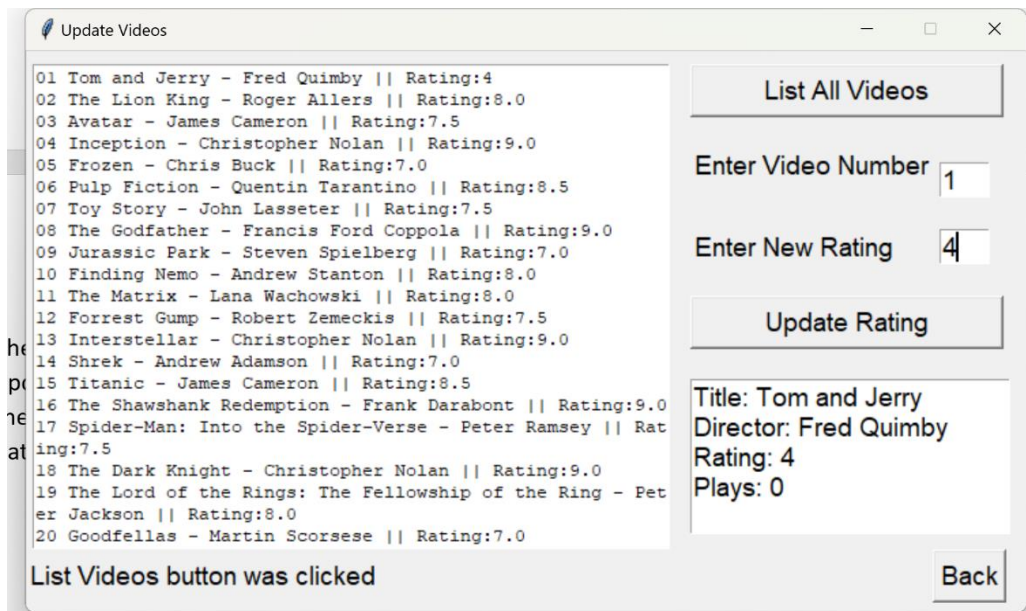 Update Videos
01 Tom and Jerry - Fred Quimby || Rating:4
02 The Lion King - Roger Allers || Rating:8.0
03 Avatar - James Cameron || Rating:7.5
04 Inception - Christopher Nolan || Rating:9.0
05 Frozen - Chris Buck || Rating:7.0
06 Pulp Fiction - Quentin Tarantino || Rating:8.5
07 Toy Story - John Lasseter || Rating:7.5
08 The Godfather - Francis Ford Coppola || Rating:9.0
09 Jurassic Park - Steven Spielberg || Rating:7.0
10 Finding Nemo - Andrew Stanton || Rating:8.0
11 The Matrix - Lana Wachowski || Rating:8.0
12 Forrest Gump - Robert Zemeckis || Rating:7.5
13 Interstellar - Christopher Nolan || Rating:9.0
14 Shrek - Andrew Adamson || Rating:7.0
15 Titanic - James Cameron || Rating:8.5
16 The Shawshank Redemption - Frank Darabont || Rating:9.0
17 Spider-Man: Into the Spider-Verse - Peter Ramsey || Rat
ing:7.5
18 The Dark Knight - Christopher Nolan || Rating:9.0
19 The Lord of the Rings: The Fellowship of the Ring - Pet
er Jackson || Rating:8.0
20 Goodfellas - Martin Scorsese || Rating:7.0
List All Videos
Enter Video Number 1
Enter New Rating 4
Update Rating
Title: Tom and Jerry
Director: Fred Quimby
Rating: 4
Plays: 0
List Videos button was clicked
Back